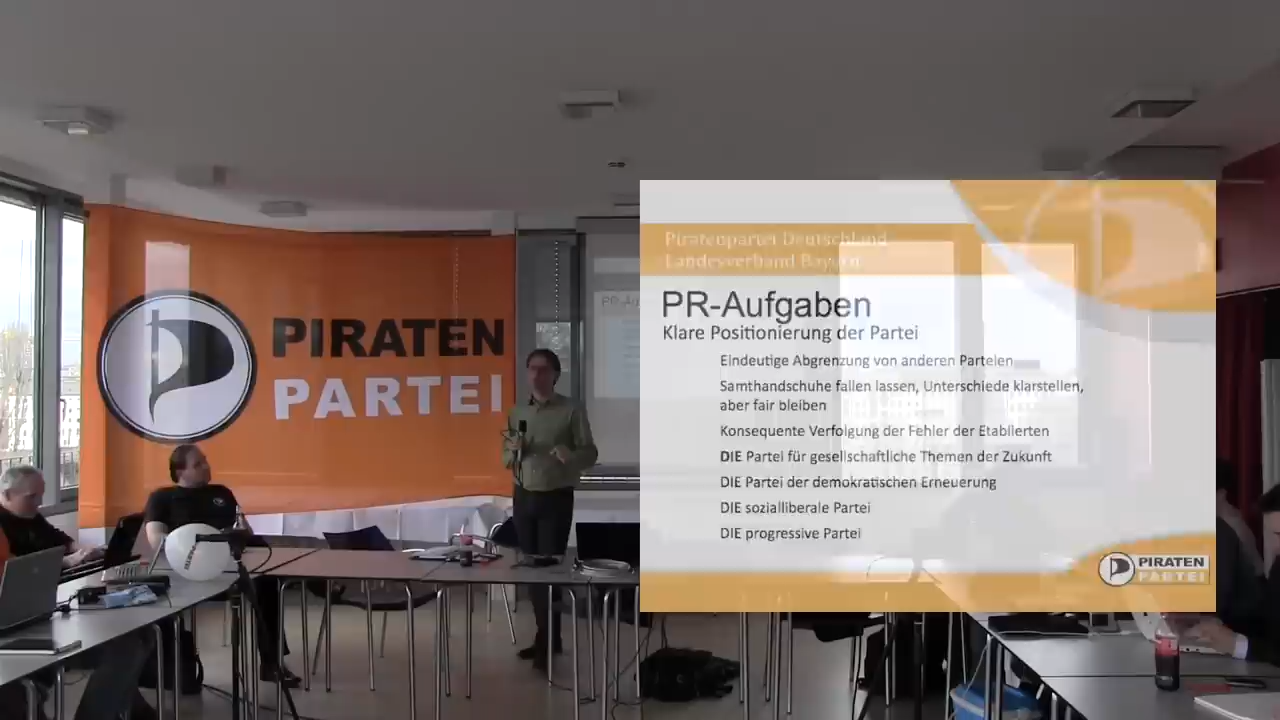 PIRATEN
PARTEI
Piratenpartei Deutschland
Landesverband Bayern
PR-Aufgaben
Klare Positionierung der Partei
Eindeutige Abgrenzung von anderen Parteien
Samthandschuhe fallen lassen, Unterschiede klarstellen,
aber fair bleiben
Konsequente Verfolgung der Fehler der Etablierten
DIE Partei für gesellschaftliche Themen der Zukunft
DIE Partei der demokratischen Erneuerung
DIE sozialliberale Partei
DIE progressive Partei
PIRATEN
PARTEI